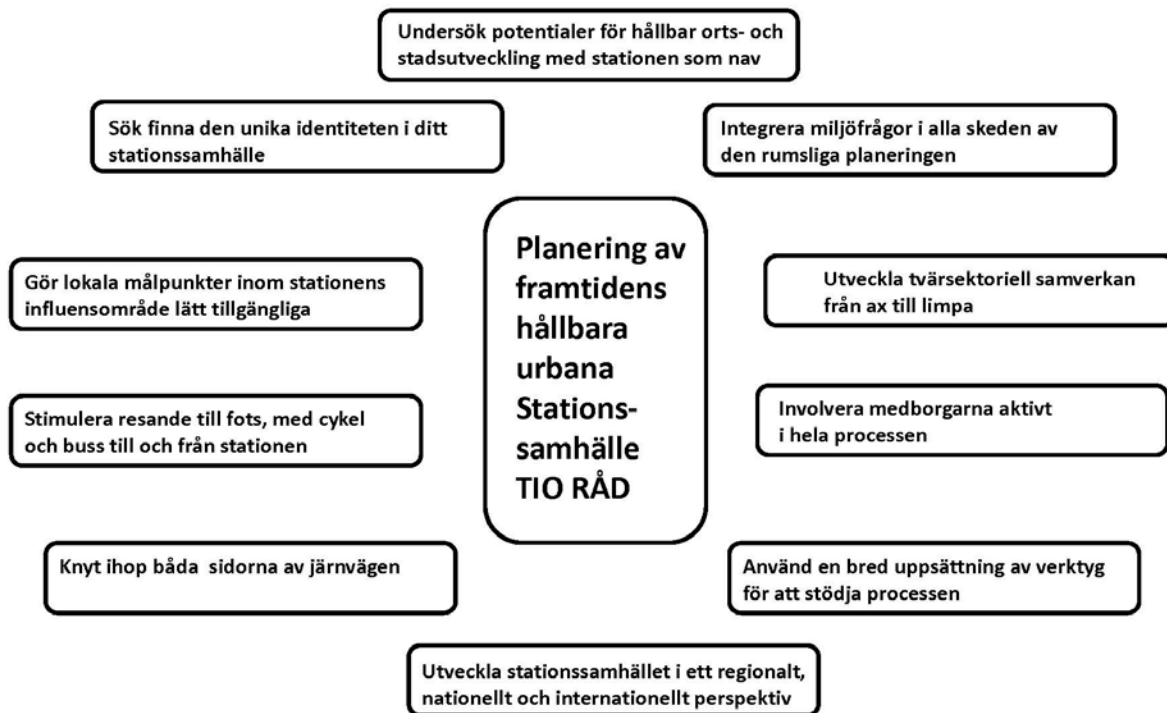 Undersök potentialer för hållbar orts- och
stadsutveckling med stationen som nav
Sök finna den unika identiteten i ditt
stationssamhälle
Integrera miljöfrågor i alla skeden av
den rumsliga planeringen
Planering av
framtidens
hållbara
urbana
Stations-
samhälle
TIO RÅD
Gör lokala målpunkter inom stationens
influensområde lätt tillgängliga
Utveckla tvärsektoriell samverkan
från ax till limpa
Stimulera resande till fots, med cykel
och buss till och från stationen
Involvera medborgarna aktivt
i hela processen
Knyt ihop båda sidorna av järnvägen
Använd en bred uppsättning av verktyg
för att stödja processen
Utveckla stationssamhället i ett regionalt,
nationellt och internationellt perspektiv